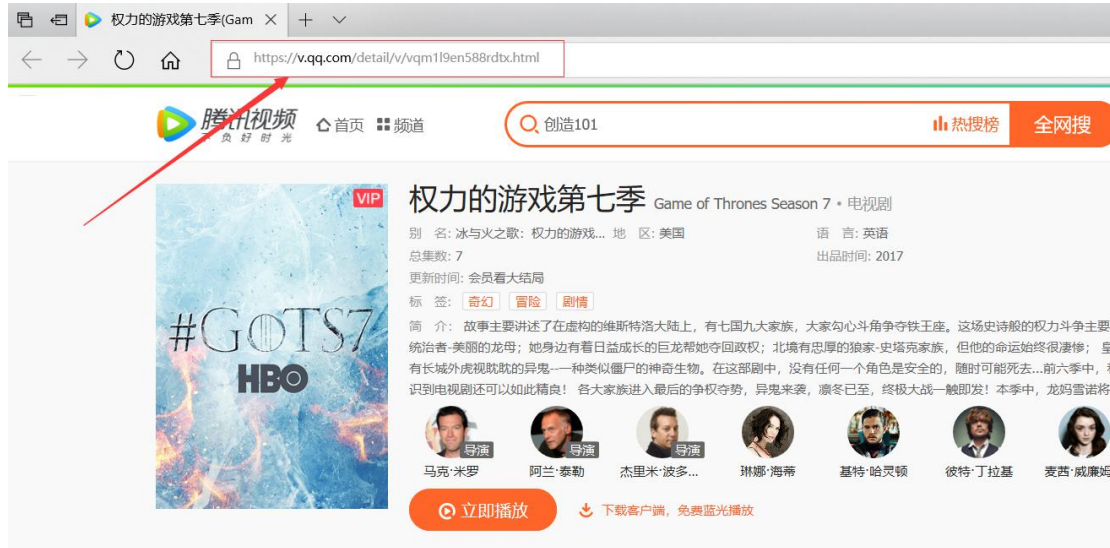 权力的游戏第七季(Gam
https://v.qq.com/detail/v/vqm1l9en588rdtx.html
腾讯视频
不负好时光
首页 频道
创造101
热搜榜
全网搜
VIP
#GOTS7
HBO
权力的游戏第七季 Game of Thrones Season 7 • 电视剧
别 名: 冰与火之歌：权力的游戏... 地 区: 美国 语 言: 英语
总集数: 7 出品时间: 2017
更新时间: 会员看大结局
标 签: 奇幻 冒险 剧情
简 介: 故事主要讲述了在虚构的维斯特洛大陆上，有七国九大家族，大家勾心斗角争夺铁王座。这场史诗般的权力斗争主要
统治者-美丽的龙母；她身边有着日益成长的巨龙帮她夺回政权；北境有忠厚的狼家-史塔克家族，但他的命运始终很凄惨；皇
有长城外虎视眈眈的异鬼--一种类似僵尸的神奇生物。在这部剧中，没有任何一个角色是安全的，随时可能死去...前六季中，
识到电视剧还可以如此精良！ 各大家族进入最后的争权夺势，异鬼来袭，凛冬已至，终极大战一触即发！本季中，龙妈雪诺将
导演 导演 导演
马克·米罗 阿兰·泰勒 杰里米·波多... 琳娜·海蒂 基特·哈灵顿 彼特·丁拉基 麦茜·威廉姆
立即播放
下载客户端，免费蓝光播放